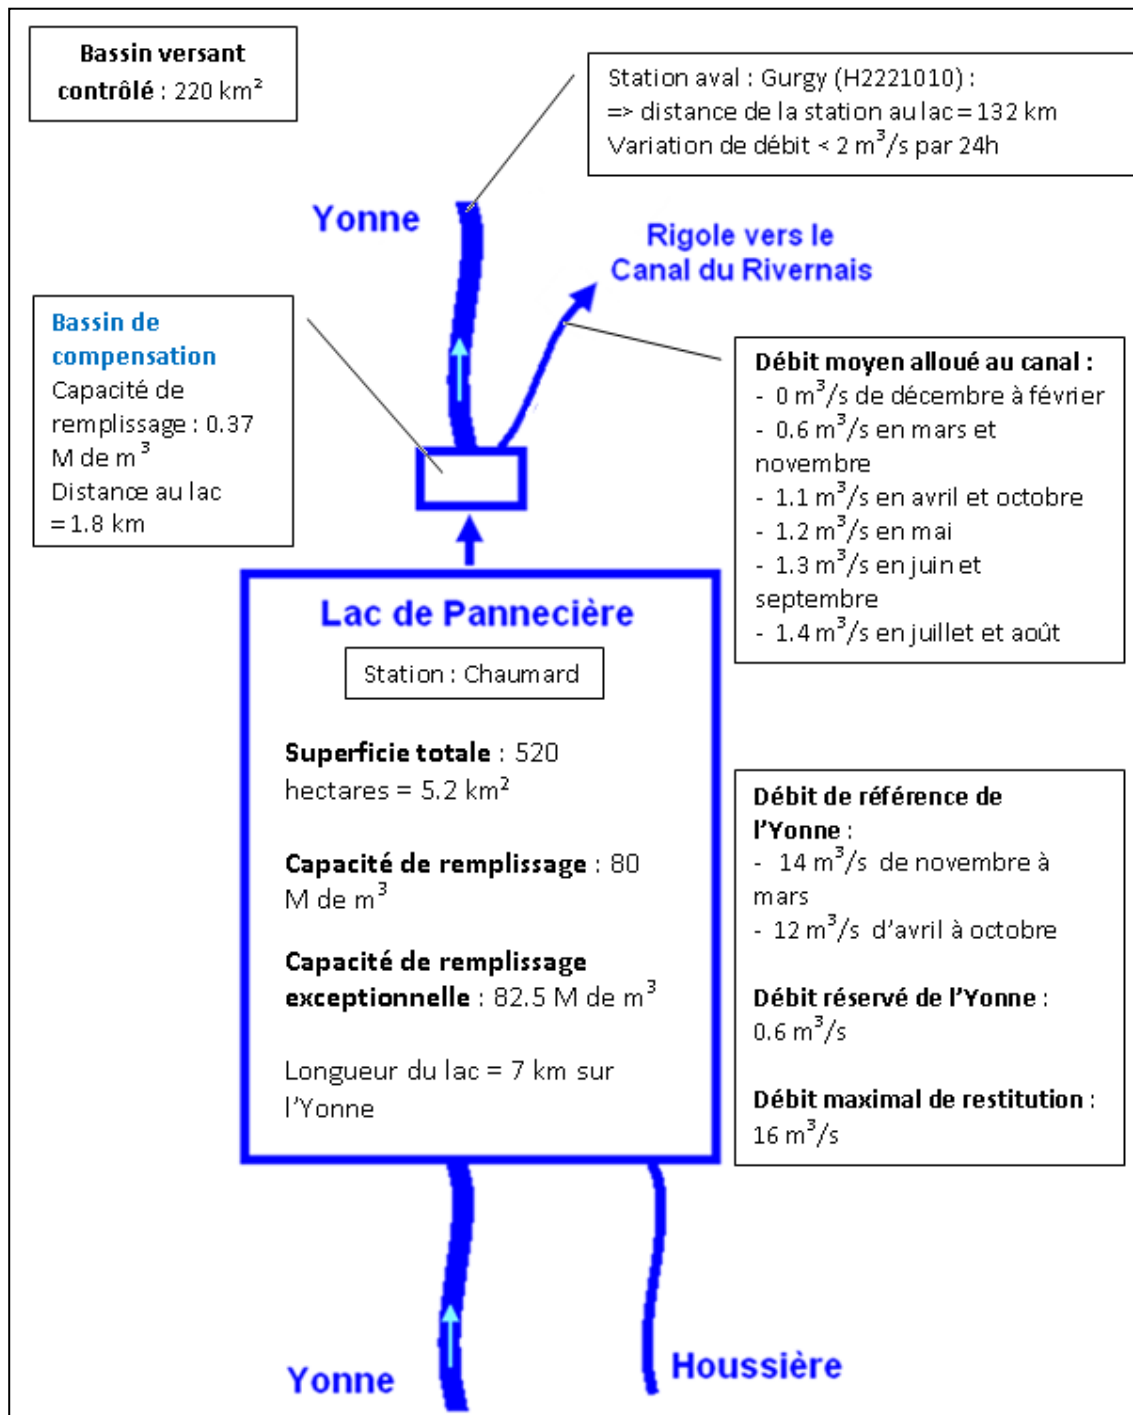 Bassin versant
contrôlé : 220 km²
Station aval : Gurgy (H2221010) :
=> distance de la station au lac = 132 km
Variation de débit < 2 m³/s par 24h
Yonne
Rigole vers le
Canal du Rivernais
Bassin de
compensation
Capacité de
remplissage : 0.37
M de m³
Distance au lac
= 1.8 km
Débit moyen alloué au canal :
- 0 m³/s de décembre à février
- 0.6 m³/s en mars et
novembre
- 1.1 m³/s en avril et octobre
- 1.2 m³/s en mai
- 1.3 m³/s en juin et
septembre
- 1.4 m³/s en juillet et août
Lac de Pannecière
Station : Chaumard
Superficie totale : 520
hectares = 5.2 km²
Capacité de remplissage : 80
M de m³
Capacité de remplissage
exceptionnelle : 82.5 M de m³
Longueur du lac = 7 km sur
l'Yonne
Débit de référence de
l'Yonne :
- 14 m³/s de novembre à
mars
- 12 m³/s d'avril à octobre
Débit réservé de l'Yonne :
0.6 m³/s
Débit maximal de restitution :
16 m³/s
Yonne
Houssière